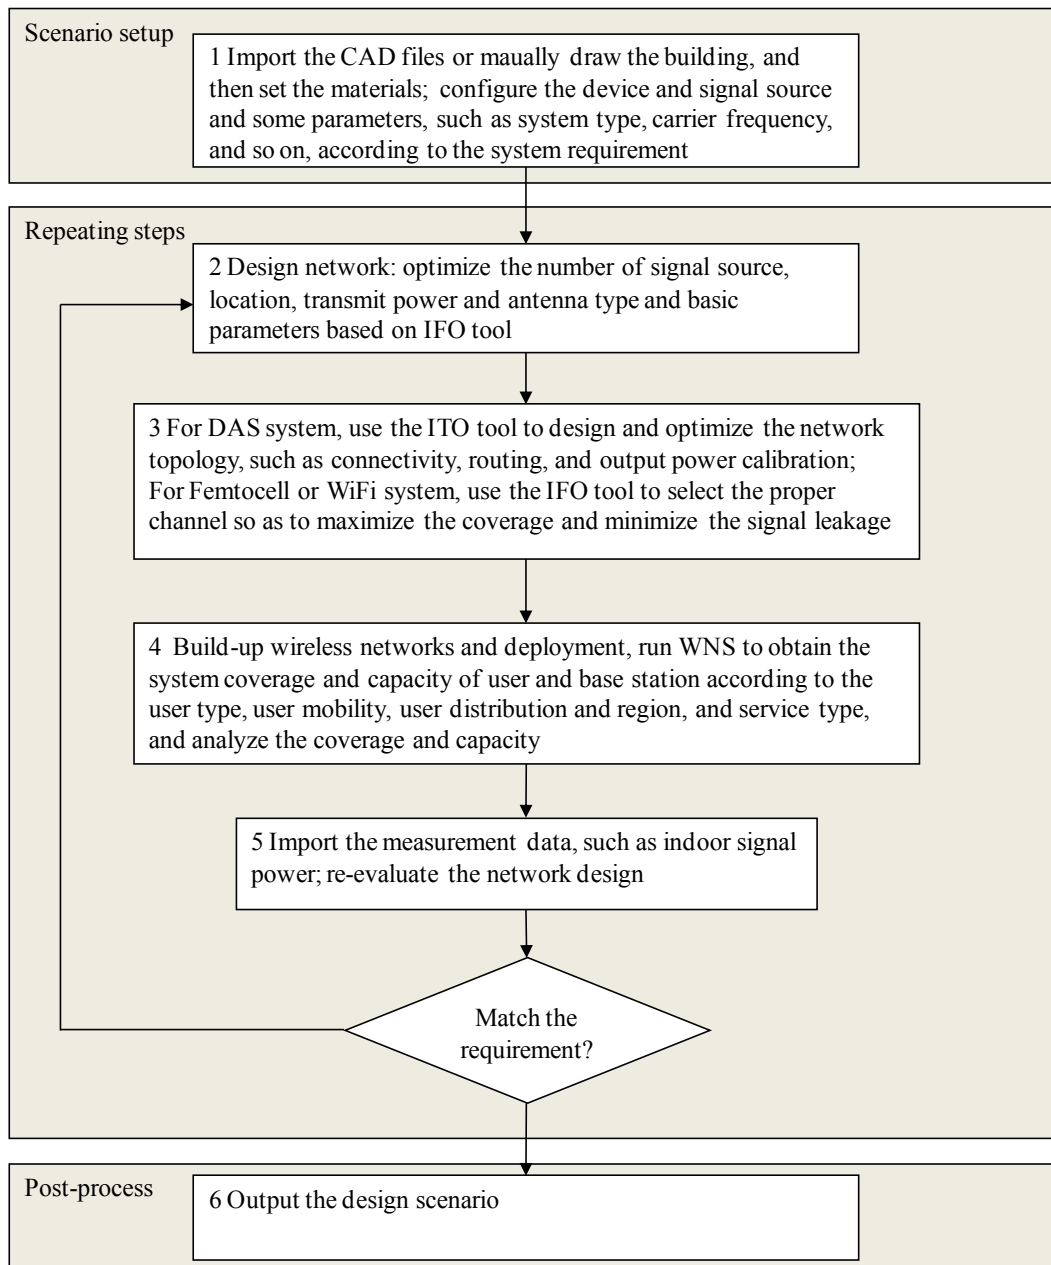 Scenario setup
1 Import the CAD files or maually draw the building, and
then set the materials; configure the device and signal source
and some parameters, such as system type, carrier frequency,
and so on, according to the system requirement
Repeating steps
2 Design network: optimize the number of signal source,
location, transmit power and antenna type and basic
parameters based on IFO tool
3 For DAS system, use the ITO tool to design and optimize the network
topology, such as connectivity, routing, and output power calibration;
For Femtocell or WiFi system, use the IFO tool to select the proper
channel so as to maximize the coverage and minimize the signal leakage
4 Build-up wireless networks and deployment, run WNS to obtain the
system coverage and capacity of user and base station according to the
user type, user mobility, user distribution and region, and service type,
and analyze the coverage and capacity
5 Import the measurement data, such as indoor signal
power; re-evaluate the network design
Match the
requirement?
Post-process
6 Output the design scenario